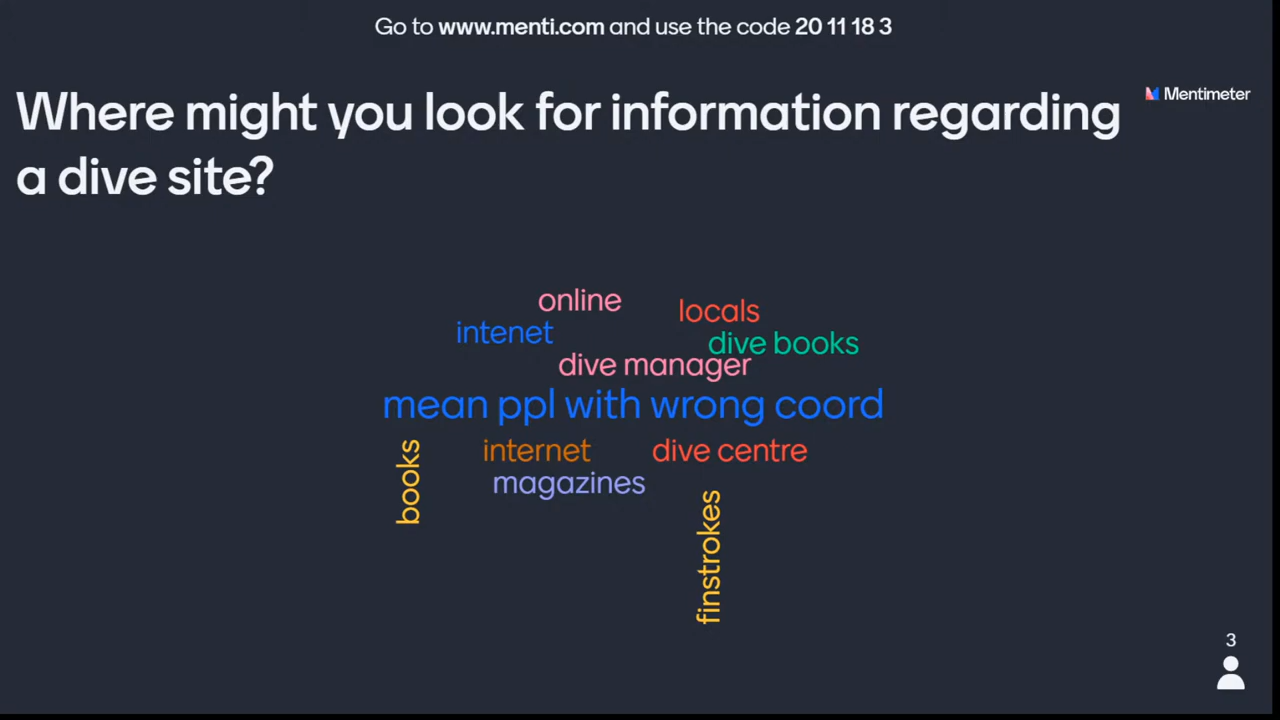 Go to www.menti.com and use the code 20 11 18 3
Mentimeter
Where might you look for information regarding
a dive site?
online
locals
intenet
dive books
dive manager
mean ppl with wrong coord
books
internet
dive centre
magazines
finstrokes
3